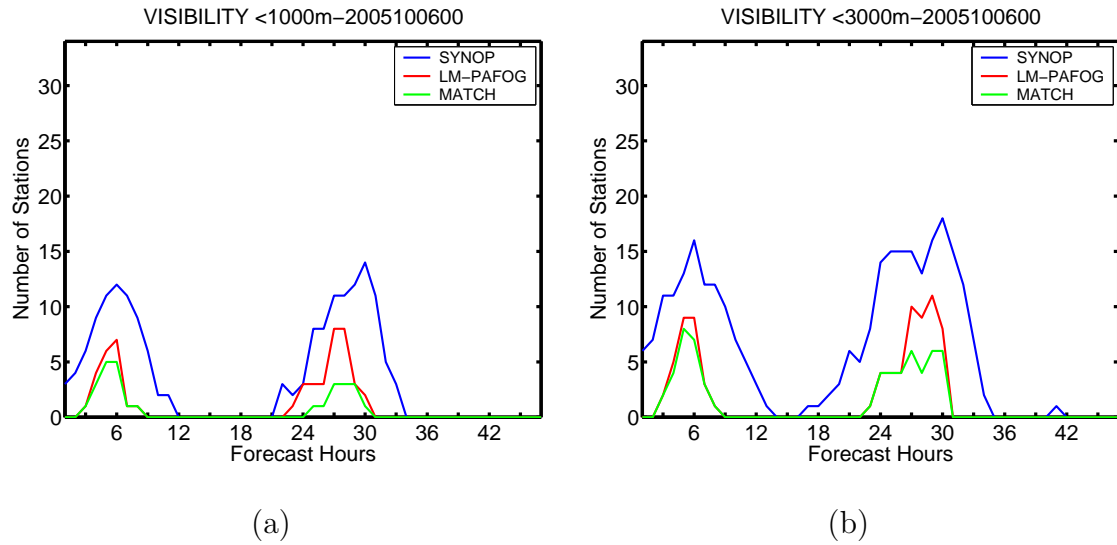 VISIBILITY <1000m−2005100600
SYNOP
LM−PAFOG
MATCH
Number of Stations
30
25
20
15
10
5
0
6 12 18 24 30 36 42
Forecast Hours
(a)
VISIBILITY <3000m−2005100600
SYNOP
LM−PAFOG
MATCH
Number of Stations
30
25
20
15
10
5
0
6 12 18 24 30 36 42
Forecast Hours
(b)